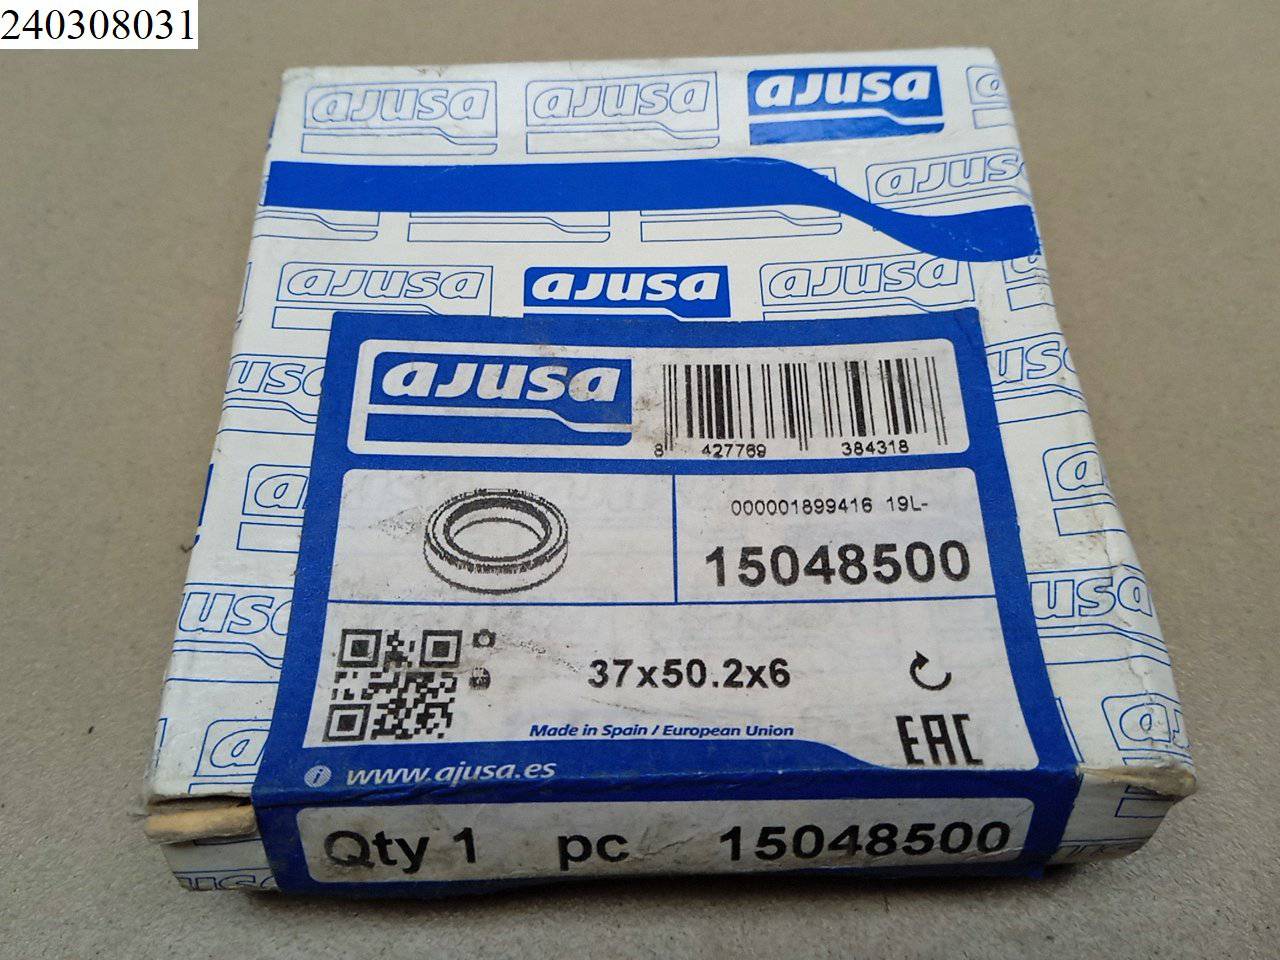 240308031
ajusa ajusa ajusa
ajusa
ajusa ajusa ajusa
ajusa
8 427769 384318
000001899416 19L-
15048500
37x50.2x6
Made in Spain / European Union
EAC
www.ajusa.es
Qty 1 pc 15048500